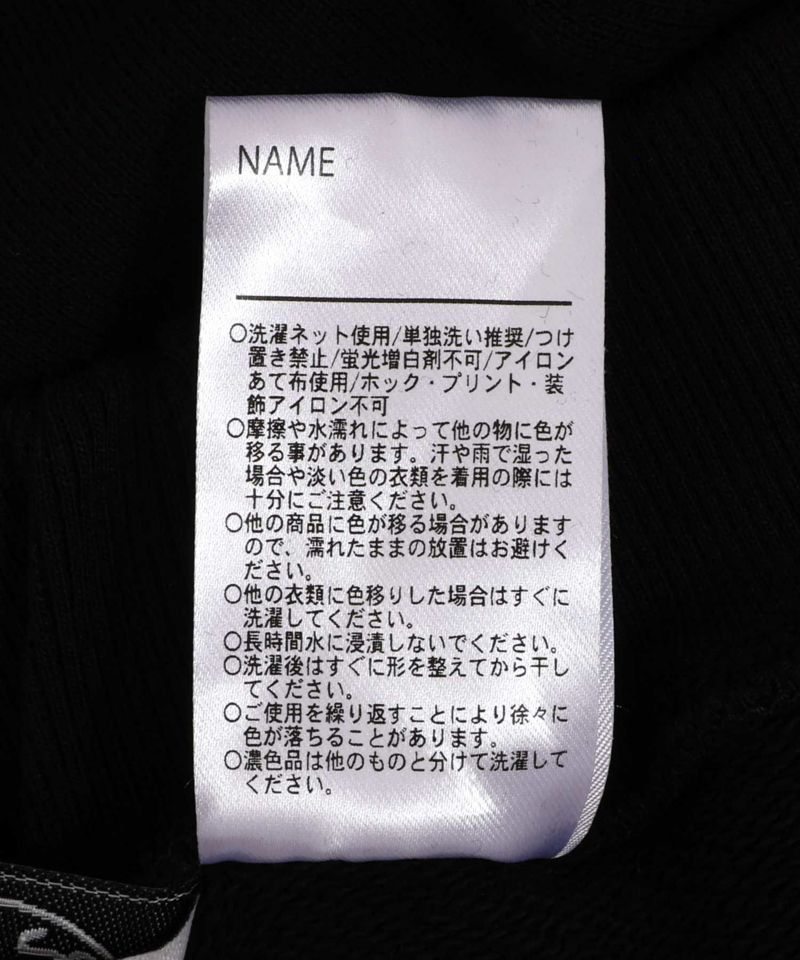 NAME
〇洗濯ネット使用/単独洗い推奨/つけ
置き禁止/蛍光増白剤不可/アイロン
あて布使用/ホック・プリント・装
飾アイロン不可
〇摩擦や水濡れによって他の物に色が
移る事があります。汗や雨で湿った
場合や淡い色の衣類を着用の際には
十分にご注意ください。
〇他の商品に色が移る場合があります
ので、濡れたままの放置はお避けく
ださい。
〇他の衣類に色移りした場合はすぐに
洗濯してください。
〇長時間水に浸漬しないでください。
〇洗濯後はすぐに形を整えてから干し
てください。
〇ご使用を繰り返すことにより徐々に
色が落ちることがあります。
〇濃色品は他のものと分けて洗濯して
ください。